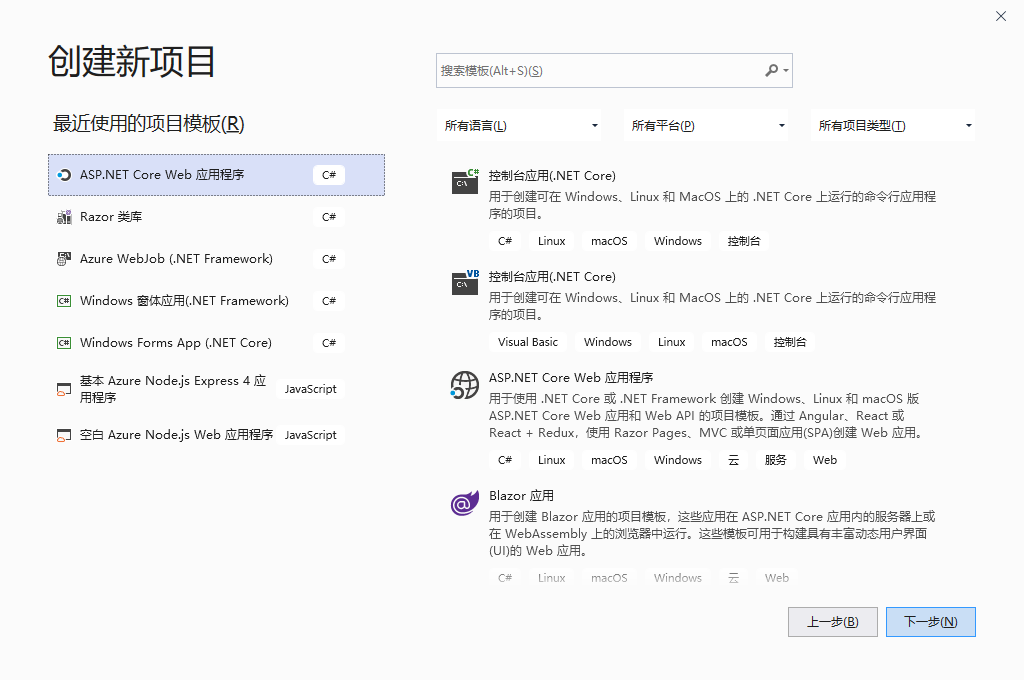 创建新项目
最近使用的项目模板(R)
ASP.NET Core Web 应用程序 C#
Razor 类库 C#
Azure WebJob (.NET Framework) C#
Windows 窗体应用(.NET Framework) C#
Windows Forms App (.NET Core) C#
基本 Azure Node.js Express 4 应
用程序 JavaScript
空白 Azure Node.js Web 应用程序 JavaScript
搜索模板(Alt+S)(S)
所有语言(L) 所有平台(P) 所有项目类型(T)
控制台应用(.NET Core)
用于创建可在 Windows、Linux 和 MacOS 上的 .NET Core 上运行的命令行应用程
序的项目。
C# Linux macOS Windows 控制台
控制台应用(.NET Core)
用于创建可在 Windows、Linux 和 MacOS 上的 .NET Core 上运行的命令行应用程
序的项目。
Visual Basic Windows Linux macOS 控制台
ASP.NET Core Web 应用程序
用于使用 .NET Core 或 .NET Framework 创建 Windows、Linux 和 macOS 版
ASP.NET Core Web 应用和 Web API 的项目模板。通过 Angular、React 或
React + Redux，使用 Razor Pages、MVC 或单页面应用(SPA)创建 Web 应用。
C# Linux macOS Windows 云 服务 Web
Blazor 应用
用于创建 Blazor 应用的项目模板，这些应用在 ASP.NET Core 应用内的服务器上或
在 WebAssembly 上的浏览器中运行。这些模板可用于构建具有丰富动态用户界面
(UI)的 Web 应用。
C# Linux macOS Windows 云 Web
上一步(B) 下一步(N)